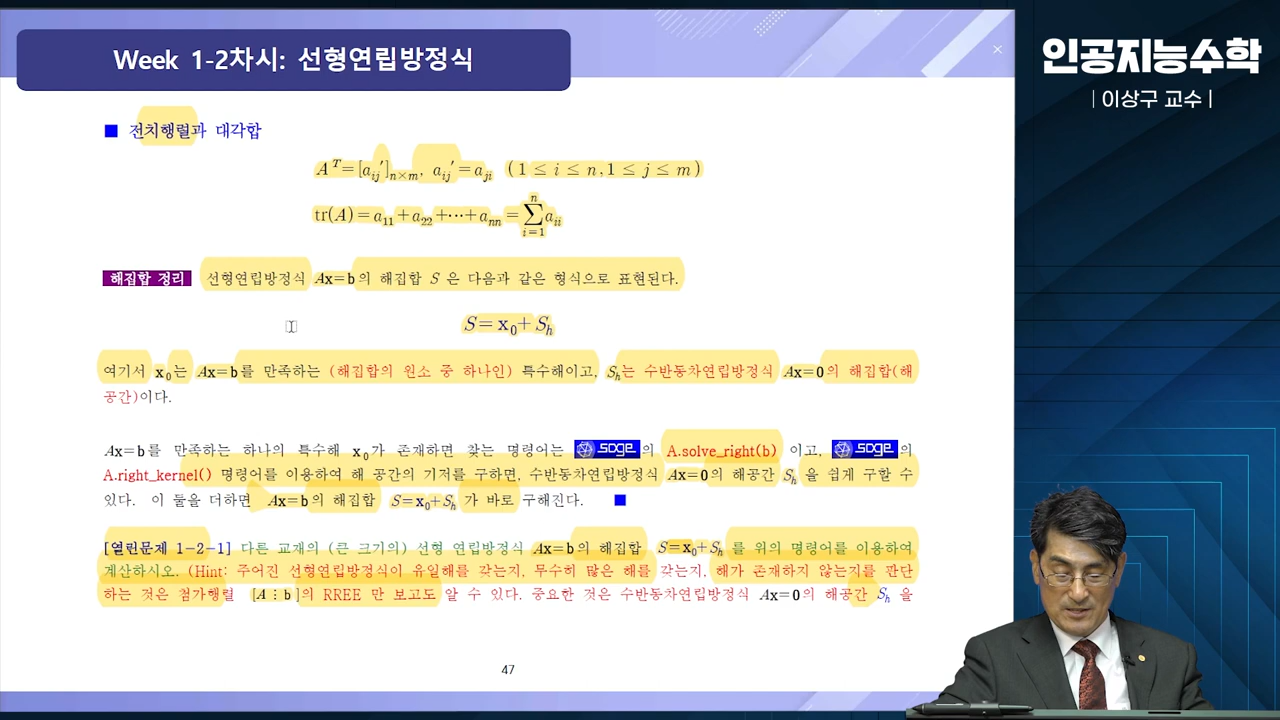 Week 1-2차시: 선형연립방정식
인공지능수학
| 이상구 교수 |
■ 전치행렬과 대각합
A^T=[a_ij′]_n×m, a_ij′=a_ji (1≤i≤n,1≤j≤m)
tr(A)=a_11+a_22+⋯+a_nn=∑_{i=1}^{n}a_ii
해집합 정리 선형연립방정식 Ax=b의 해집합 S 은 다음과 같은 형식으로 표현된다.
S=x_0+S_h
여기서 x_0는 Ax=b를 만족하는 (해집합의 원소 중 하나인) 특수해이고, S_h는 수반동차연립방정식 Ax=0의 해집합(해
공간)이다.
Ax=b를 만족하는 하나의 특수해 x_0가 존재하면 찾는 명령어는 sage의 A.solve_right(b) 이고, sage의
A.right_kernel() 명령어를 이용하여 해 공간의 기저를 구하면, 수반동차연립방정식 Ax=0의 해공간 S_h 을 쉽게 구할 수
있다. 이 둘을 더하면 Ax=b의 해집합 S=x_0+S_h 가 바로 구해진다. ■
[열린문제 1-2-1] 다른 교재의 (큰 크기의) 선형 연립방정식 Ax=b의 해집합 S=x_0+S_h 를 위의 명령어를 이용하여
계산하시오. (Hint: 주어진 선형연립방정식이 유일해를 갖는지, 무수히 많은 해를 갖는지, 해가 존재하지 않는지를 판단
하는 것은 첨가행렬 [A⋮b]의 RREE 만 보고도 알 수 있다. 중요한 것은 수반동차연립방정식 Ax=0의 해공간 S_h 을
47